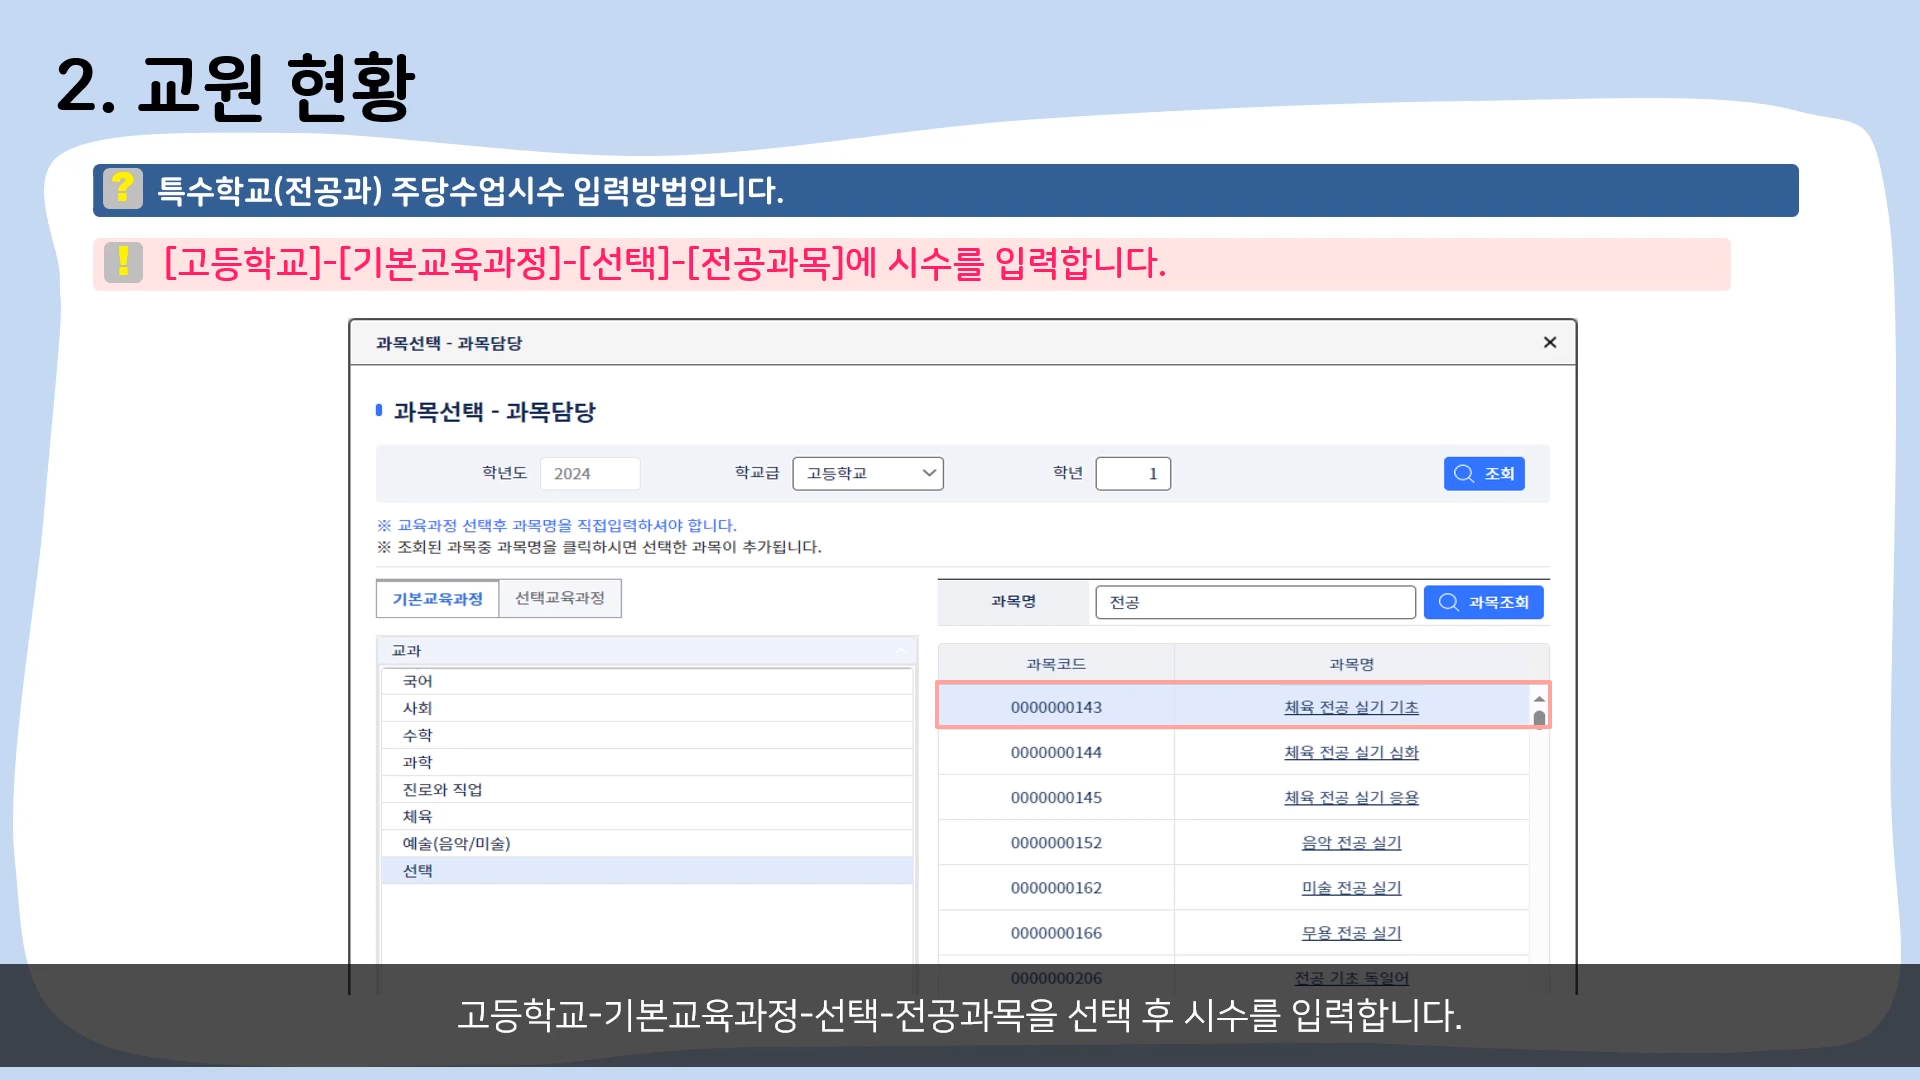 2. 교원 현황
? 특수학교(전공과) 주당수업시수 입력방법입니다.
! [고등학교]-[기본교육과정]-[선택]-[전공과목]에 시수를 입력합니다.
과목선택 - 과목담당
과목선택 - 과목담당
학년도 2024 학교급 고등학교 학년 1 조회
※ 교육과정 선택후 과목명을 직접입력하셔야 합니다.
※ 조회된 과목중 과목명을 클릭하시면 선택한 과목이 추가됩니다.
기본교육과정 선택교육과정
교과
국어
사회
수학
과학
진로와 직업
체육
예술(음악/미술)
선택
과목명 전공 과목조회
과목코드 과목명
0000000143 체육 전공 실기 기초
0000000144 체육 전공 실기 심화
0000000145 체육 전공 실기 응용
0000000152 음악 전공 실기
0000000162 미술 전공 실기
0000000166 무용 전공 실기
0000000206 전공 기초 독일어
고등학교-기본교육과정-선택-전공과목을 선택 후 시수를 입력합니다.